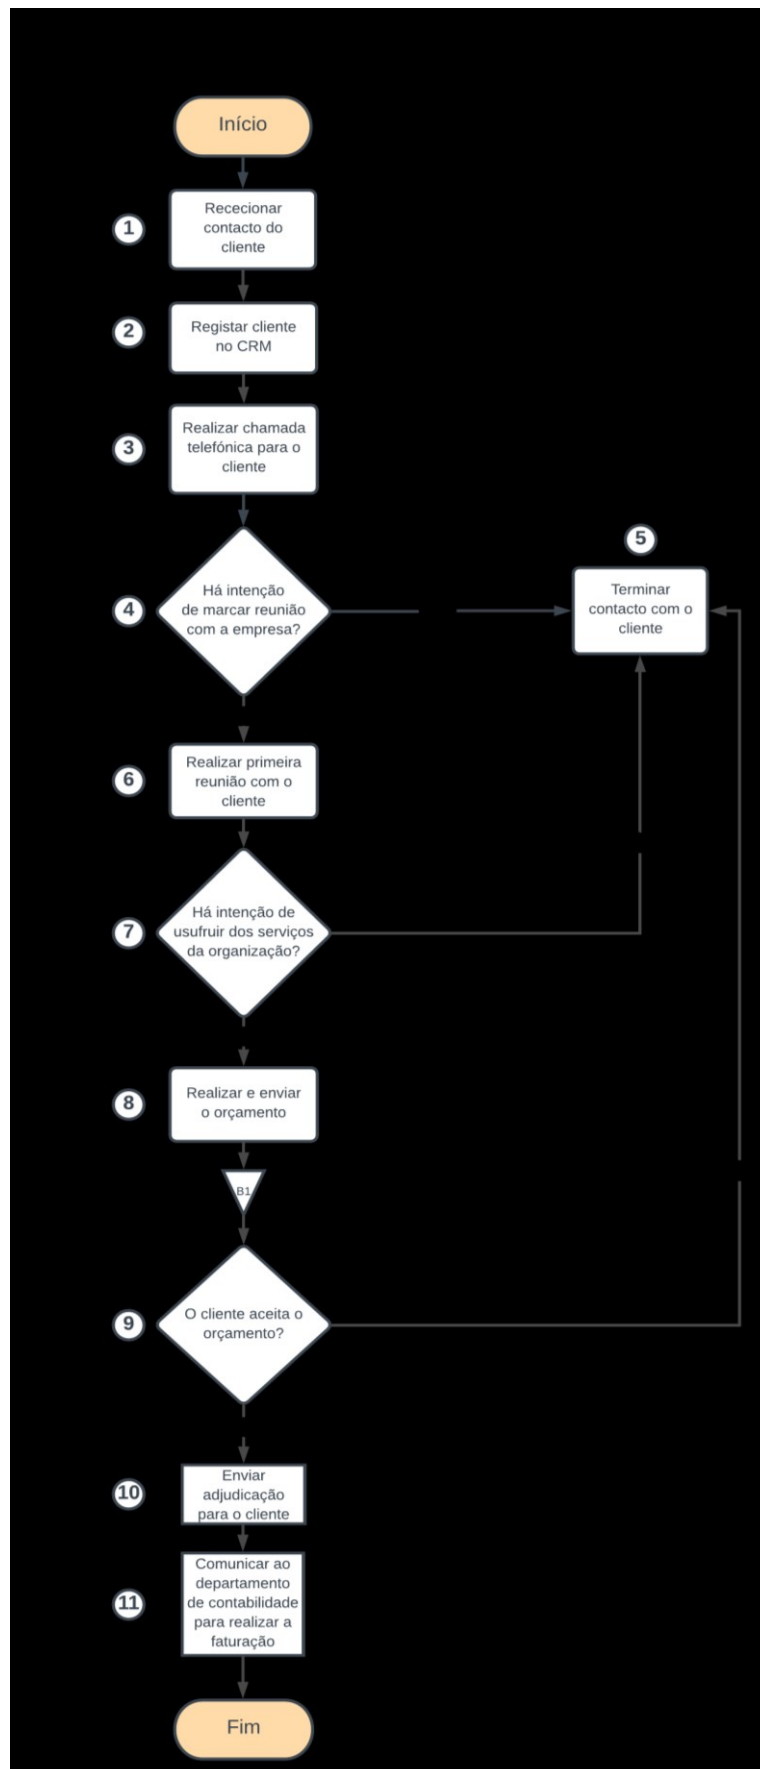 Início
1
Rececionar
contacto do
cliente
2
Registar cliente
no CRM
3
Realizar chamada
telefónica para o
cliente
4
Há intenção
de marcar reunião
com a empresa?
5
Terminar
contacto com o
cliente
6
Realizar primeira
reunião com o
cliente
7
Há intenção de
usufruir dos serviços
da organização?
8
Realizar e enviar
o orçamento
B1
9
O cliente aceita o
orçamento?
10
Enviar
adjudicação
para o cliente
11
Comunicar ao
departamento
de contabilidade
para realizar a
faturação
Fim